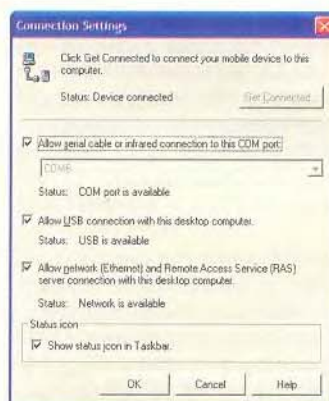 Connection Settings
Click Get Connected to connect your mobile device to this
computer.
Status: Device connected
Get Connected...
Allow serial cable or infrared connection to this COM port:
COM6
Status: COM port is available
Allow USB connection with this desktop computer.
Status: USB is available
Allow network (Ethernet) and Remote Access Service (RAS)
server connection with this desktop computer.
Status: Network is available
Status icon
Show status icon in Taskbar.
OK
Cancel
Help